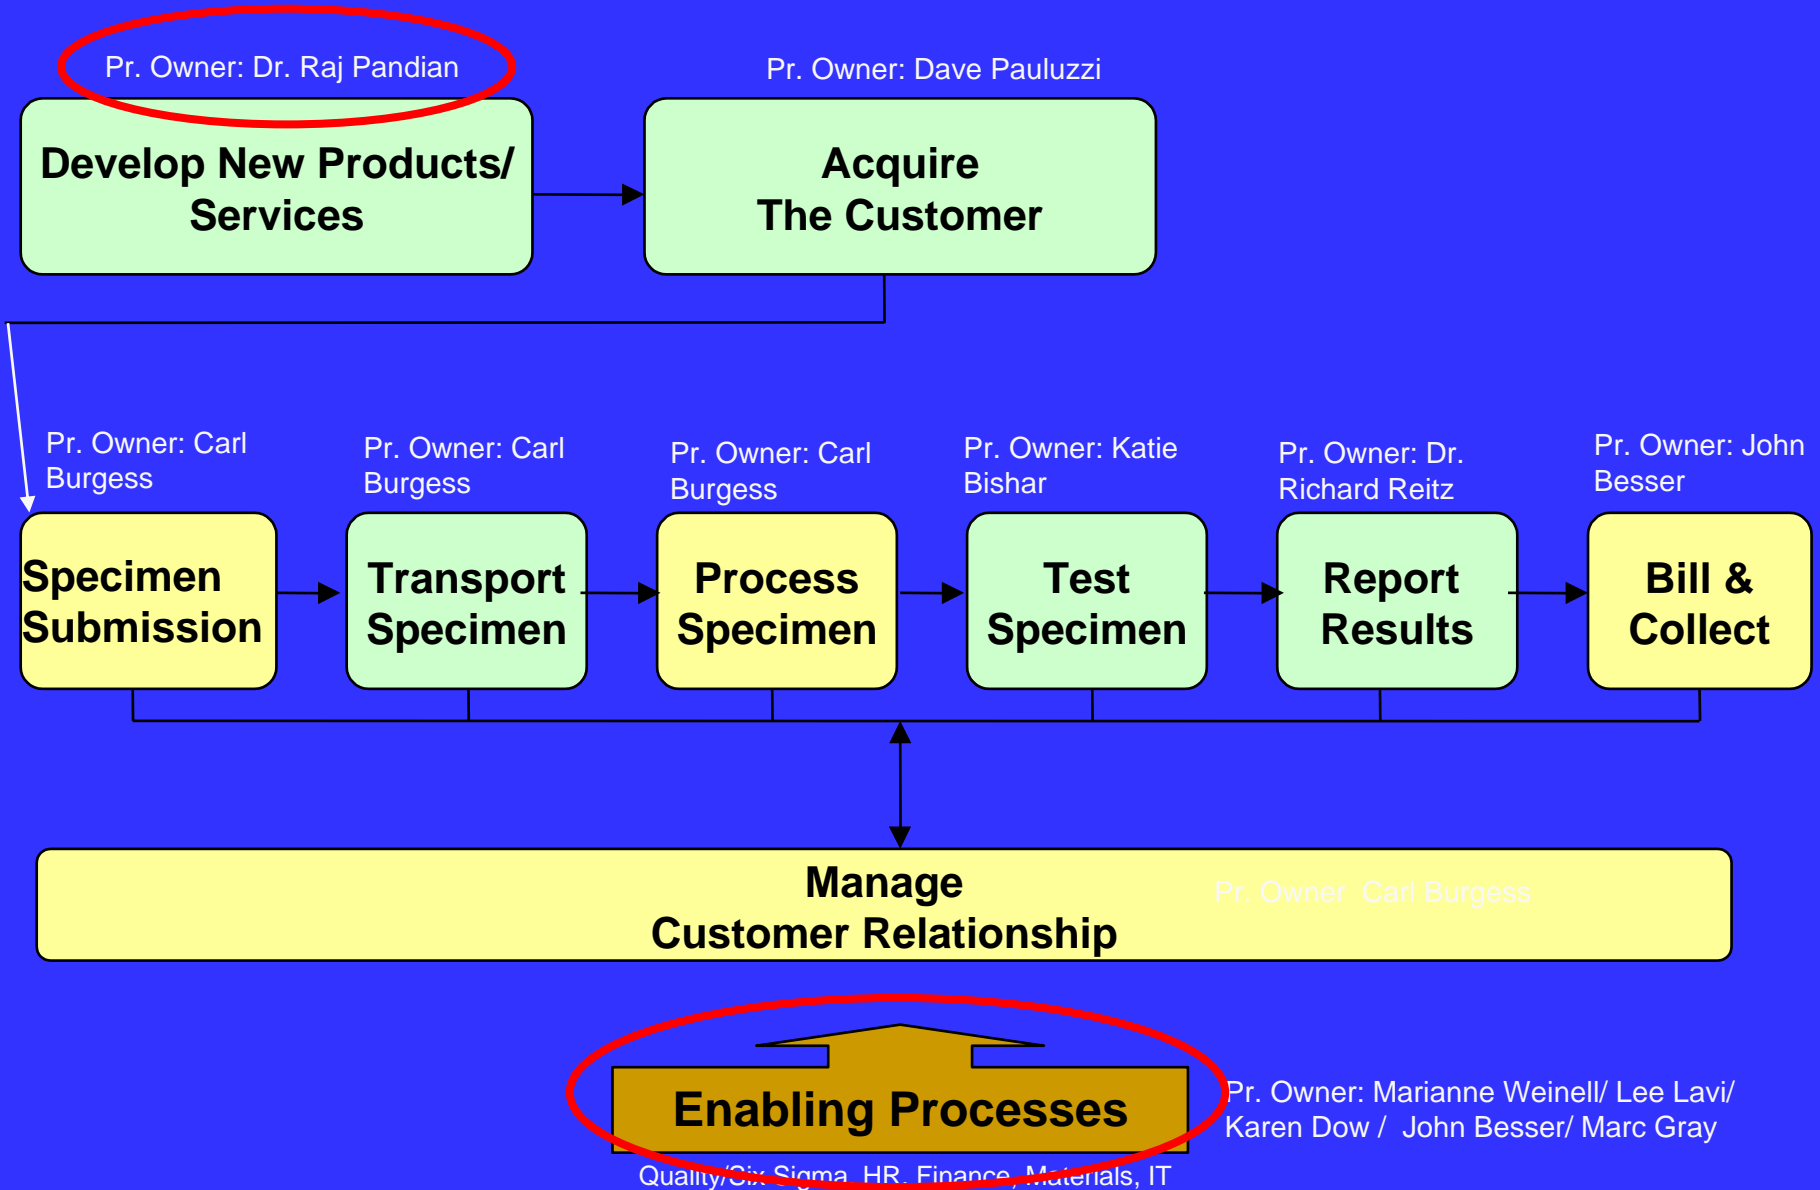 Pr. Owner: Dr. Raj Pandian
Pr. Owner: Dave Pauluzzi
Develop New Products/
Services
Acquire
The Customer
Pr. Owner: Carl
Burgess
Pr. Owner: Carl
Burgess
Pr. Owner: Carl
Burgess
Pr. Owner: Katie
Bishar
Pr. Owner: Dr.
Richard Reitz
Pr. Owner: John
Besser
Specimen
Submission
Transport
Specimen
Process
Specimen
Test
Specimen
Report
Results
Bill &
Collect
Manage
Customer Relationship
Pr. Owner Carl Burgess
Enabling Processes
Pr. Owner: Marianne Weinell/ Lee Lavi/
Karen Dow / John Besser/ Marc Gray
Quality/Six Sigma, HR, Finance, Materials, IT